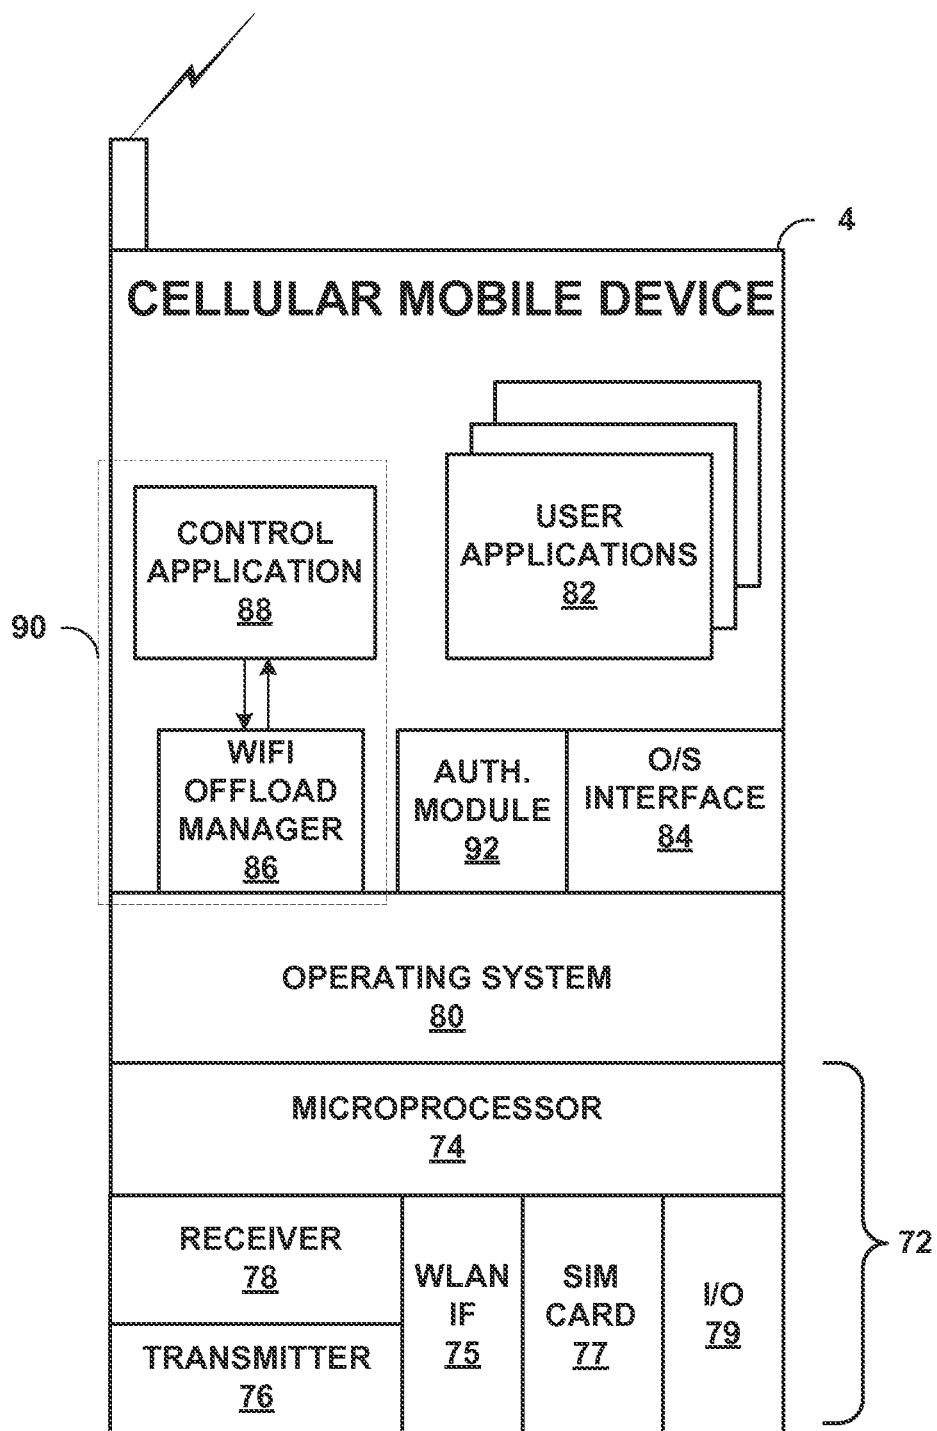 4
CELLULAR MOBILE DEVICE
USER
APPLICATIONS
82
CONTROL
APPLICATION
88
90
WIFI
OFFLOAD
MANAGER
86
AUTH.
MODULE
92
O/S
INTERFACE
84
OPERATING SYSTEM
80
MICROPROCESSOR
74
72
RECEIVER
78
TRANSMITTER
76
WLAN
IF
75
SIM
CARD
77
I/O
79